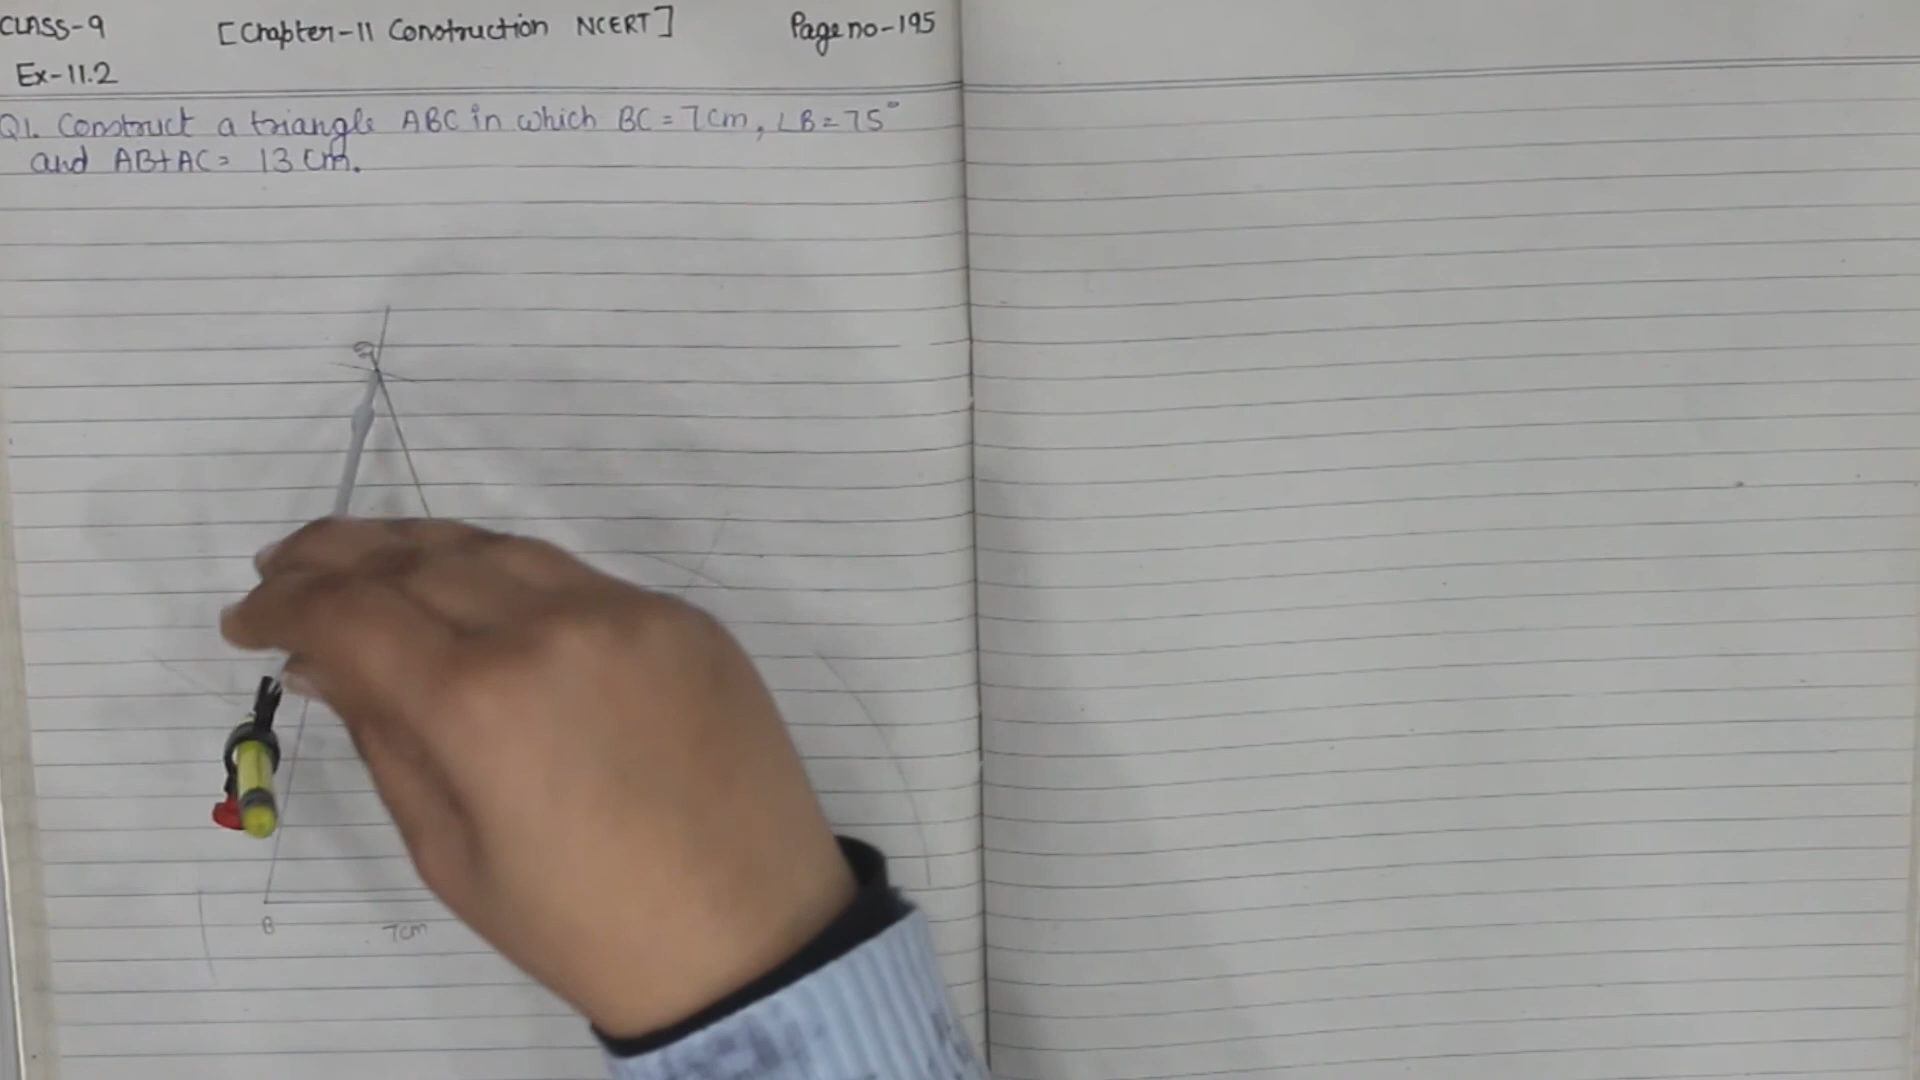 CLASS-9 [Chapter-11 Construction NCERT] Page no-195
Ex-11.2
Q1. Construct a triangle ABC in which BC = 7cm, ∠B = 75°
and AB+AC = 13 cm.
B 7cm